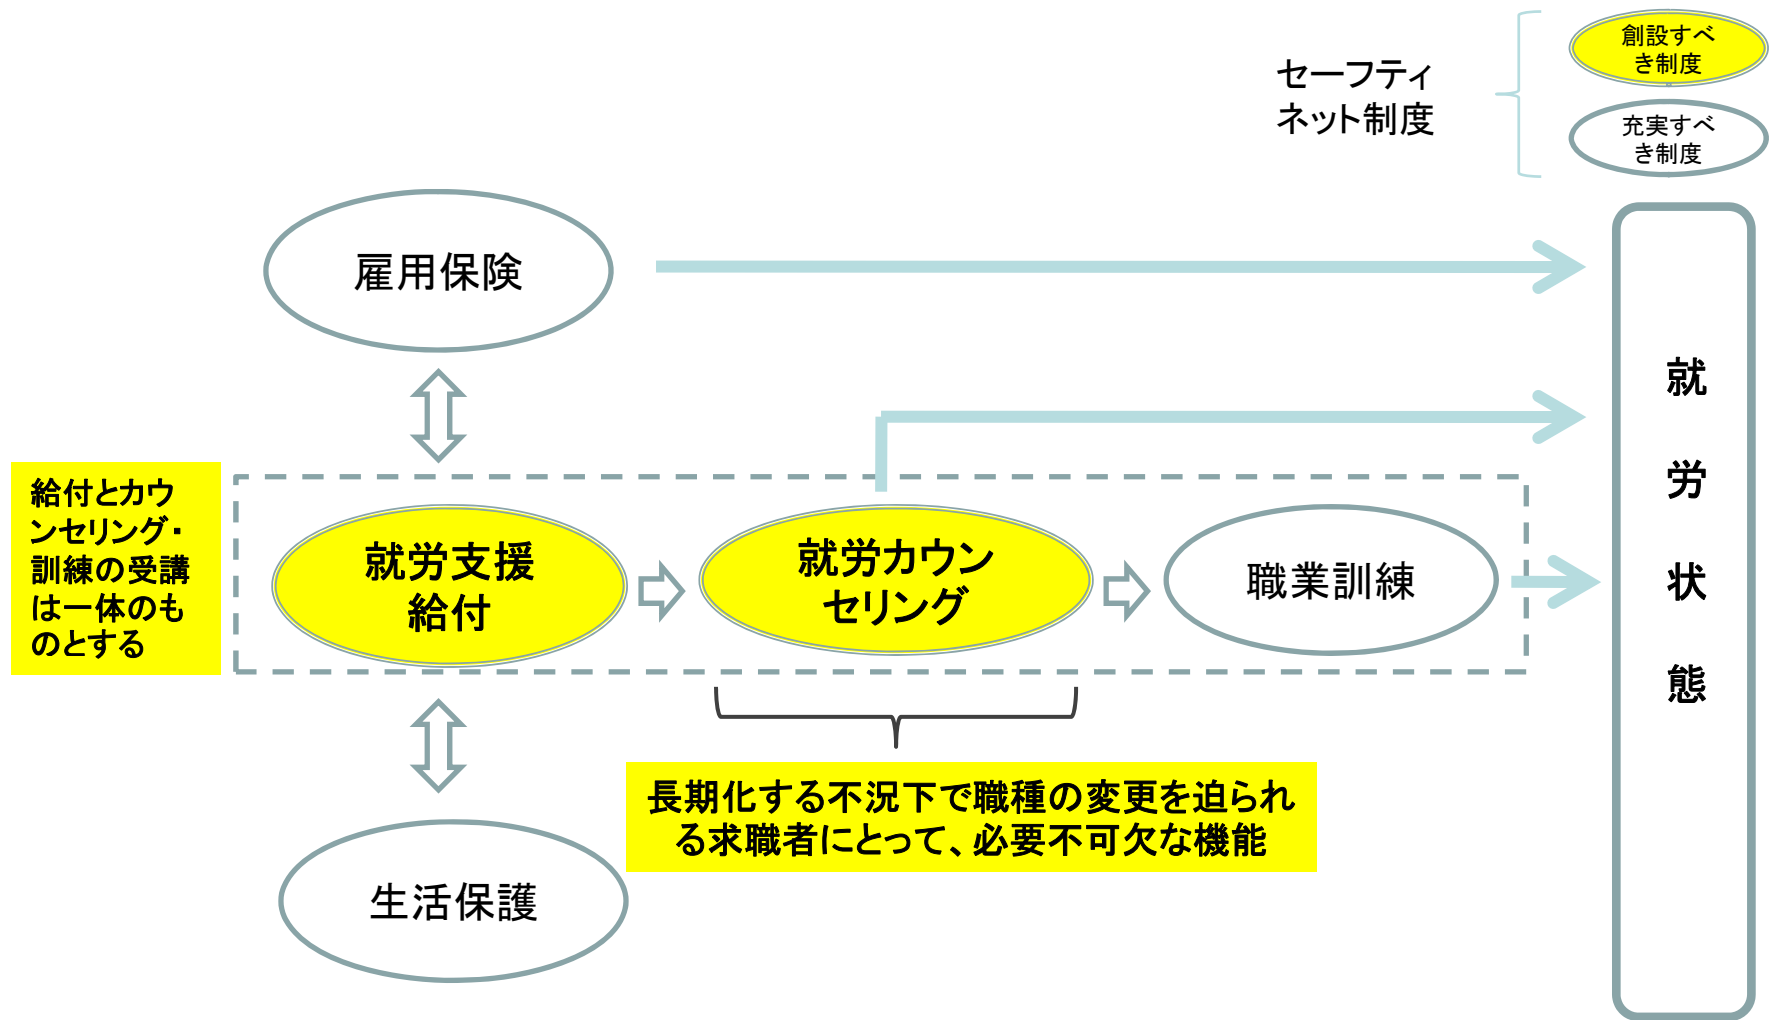 創設すべ
き制度
セーフティ
ネット制度
充実すべ
き制度
雇用保険
就
労
状
態
給付とカウ
ンセリング・
訓練の受講
は一体のも
のとする
就労支援
給付
就労カウン
セリング
職業訓練
長期化する不況下で職種の変更を迫られ
る求職者にとって、必要不可欠な機能
生活保護